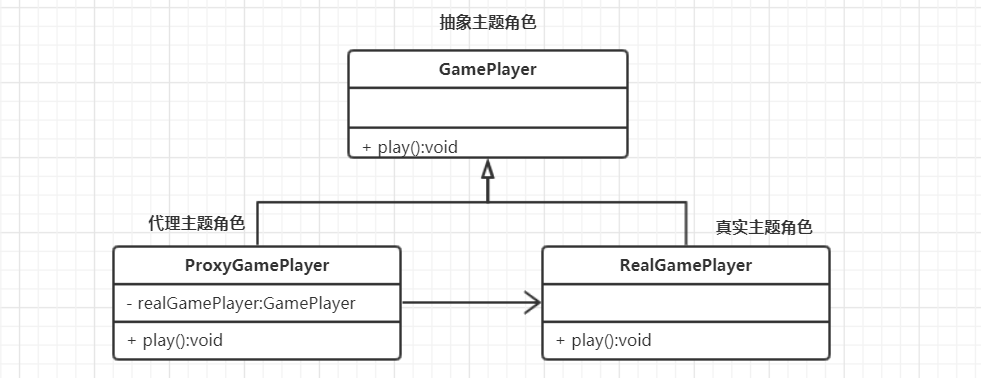 抽象主题角色
GamePlayer
+ play():void
代理主题角色
ProxyGamePlayer
- realGamePlayer:GamePlayer
+ play():void
真实主题角色
RealGamePlayer
+ play():void